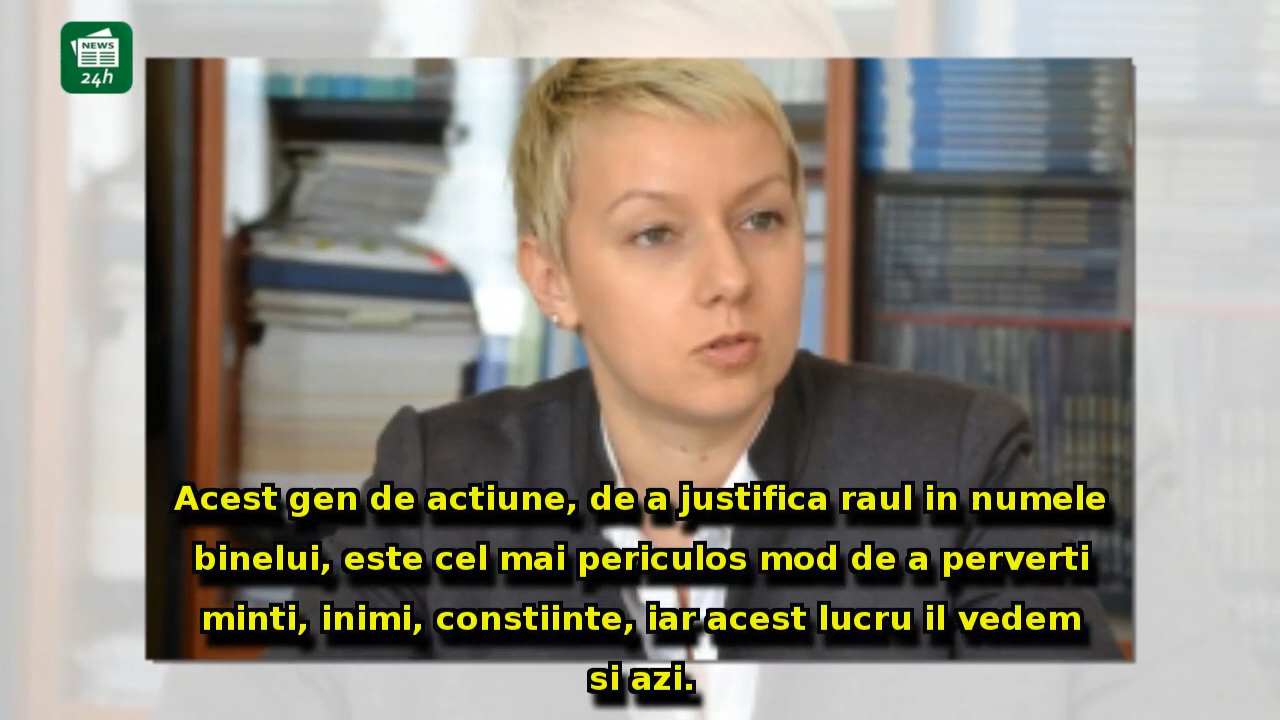 NEWS
24h
Acest gen de actiune, de a justifica raul in numele
binelui, este cel mai periculos mod de a perverti
minti, inimi, constiinte, iar acest lucru il vedem
si azi.